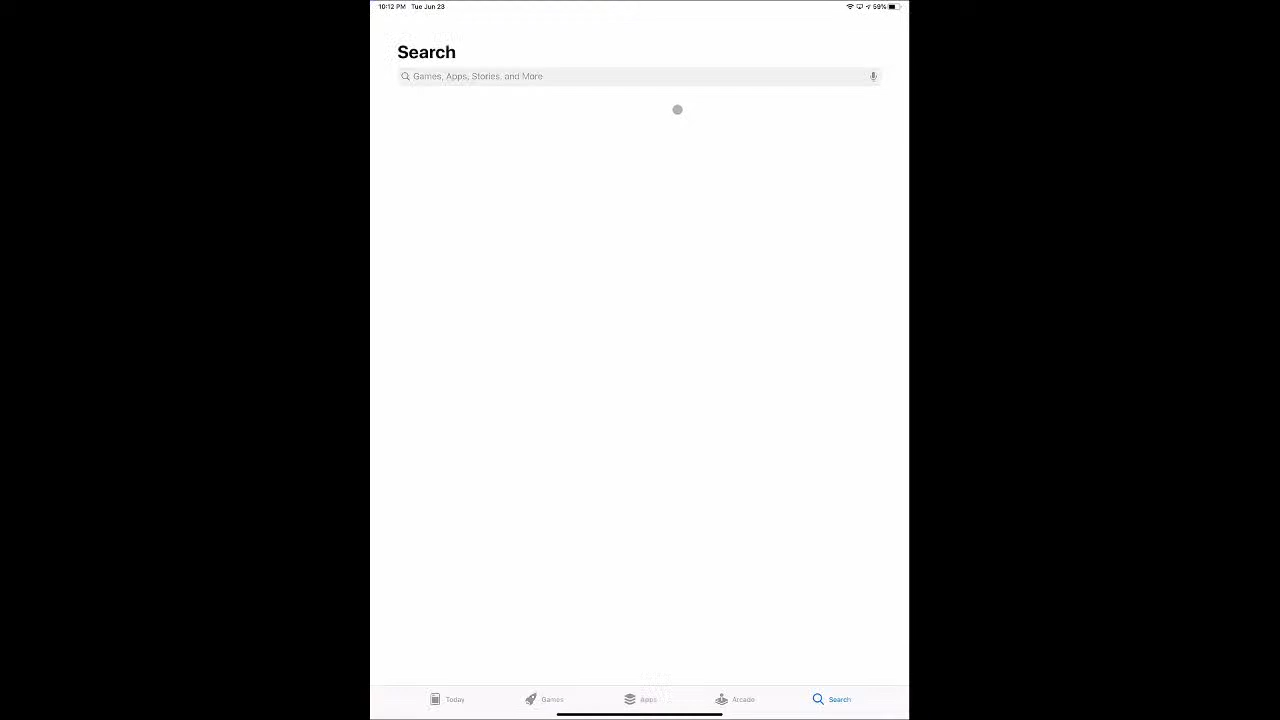 10:12 PM Tue Jun 23 59%
Search
Games, Apps, Stories, and More
Today Games Apps Arcade Search